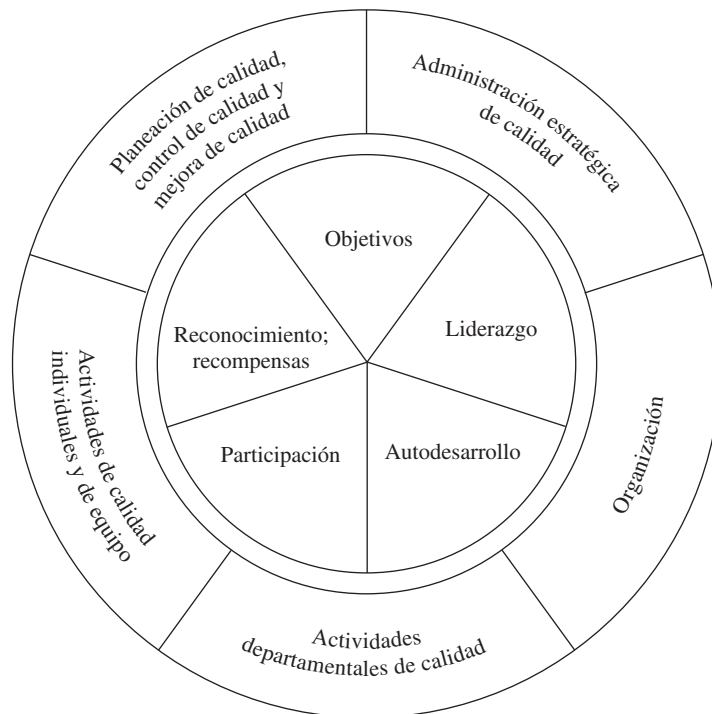 Planeación de calidad,
control de calidad y
mejora de calidad
Administración estratégica
de calidad
Objetivos
Liderazgo
Reconocimiento;
recompensas
Participación
Autodesarrollo
Organización
Actividades de calidad
individuales y de equipo
Actividades
departamentales de calidad